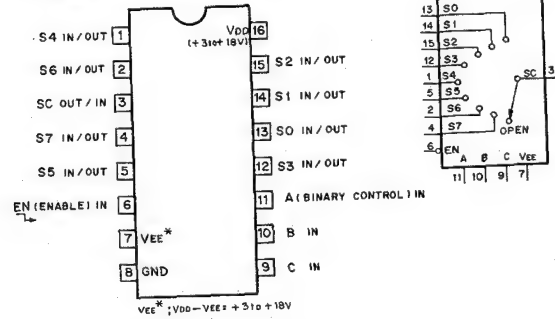 S4 IN/OUT 1
S6 IN/OUT 2
SC OUT/IN 3
S7 IN/OUT 4
S5 IN/OUT 5
EN (ENABLE) IN 6
7 VEE*
8 GND
VDD 16
(+3 to + 18V)
15 S2 IN/OUT
14 S1 IN/OUT
13 S0 IN/OUT
12 S3 IN/OUT
11 A (BINARY CONTROL) IN
10 B IN
9 C IN
VEE* ; VDD - VEE = + 3 to + 18V
13 S0
14 S1
15 S2
12 S3
1 S4
5 S5
2 S6
4 S7
SC 3
OPEN
6 EN
A B C VEE
11 10 9 7